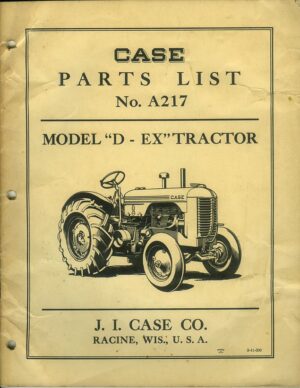 CASE
PARTS LIST
No. A217
MODEL "D - EX" TRACTOR
CASE
J. I. CASE CO.
RACINE, WIS., U. S. A.